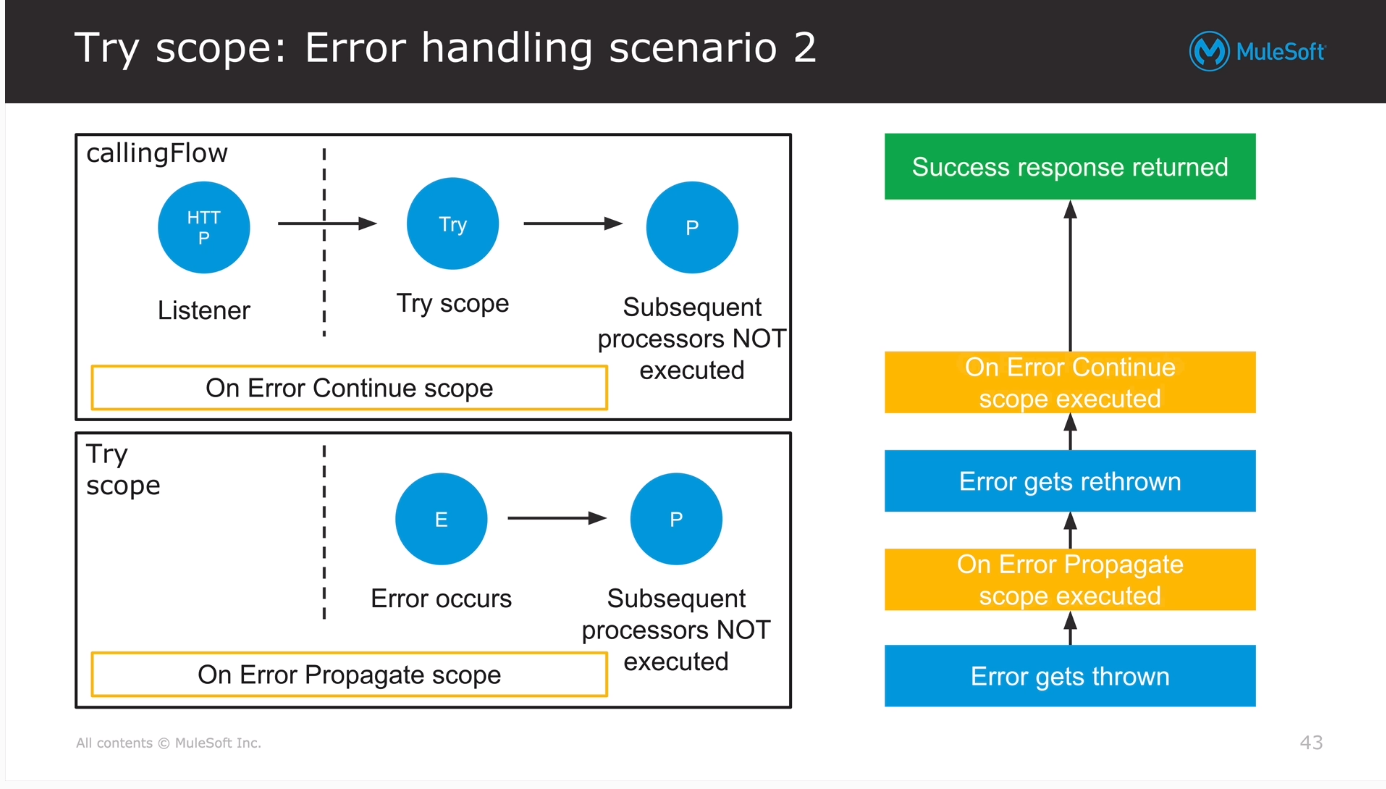 Try scope: Error handling scenario 2
MuleSoft
callingFlow
HTT
P
Try
P
Listener
Try scope
Subsequent
processors NOT
executed
On Error Continue scope
Try
scope
E
P
Error occurs
Subsequent
processors NOT
executed
On Error Propagate scope
Success response returned
On Error Continue
scope executed
Error gets rethrown
On Error Propagate
scope executed
Error gets thrown
All contents © MuleSoft Inc.
43